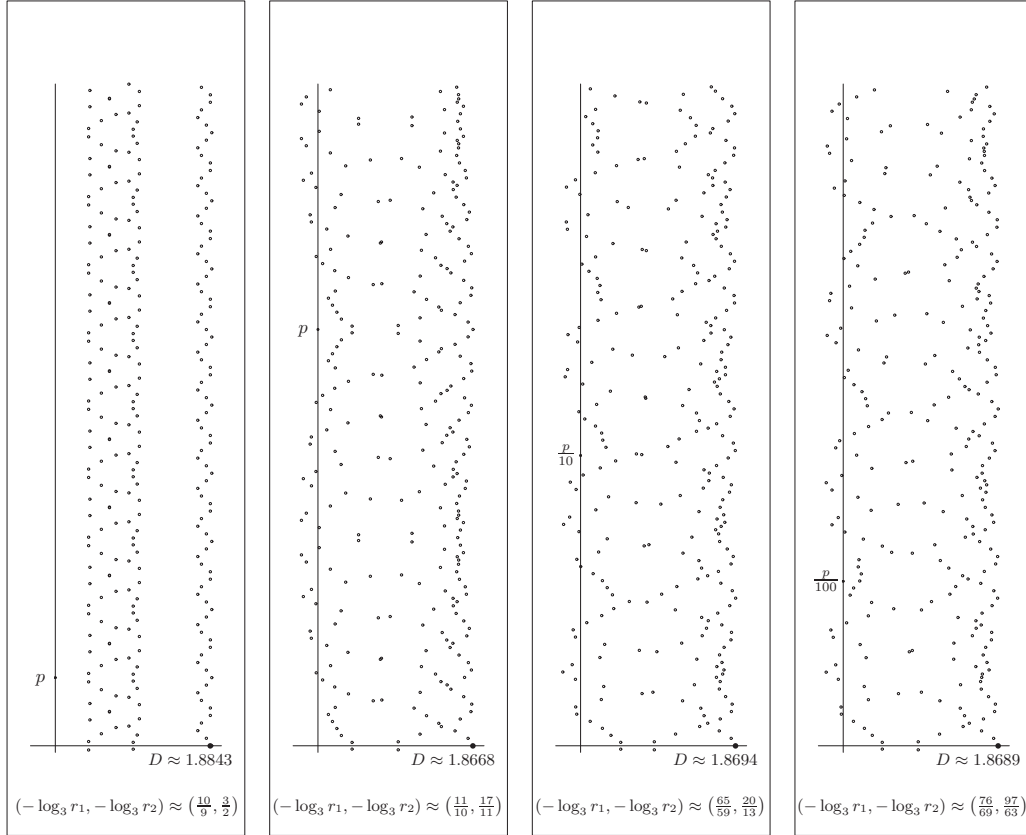 p
D ≈ 1.8843
(− log₃ r₁, − log₃ r₂) ≈ (10/9, 3/2)
p
D ≈ 1.8668
(− log₃ r₁, − log₃ r₂) ≈ (11/10, 17/11)
p/10
D ≈ 1.8694
(− log₃ r₁, − log₃ r₂) ≈ (65/59, 20/13)
p/100
D ≈ 1.8689
(− log₃ r₁, − log₃ r₂) ≈ (76/69, 97/63)